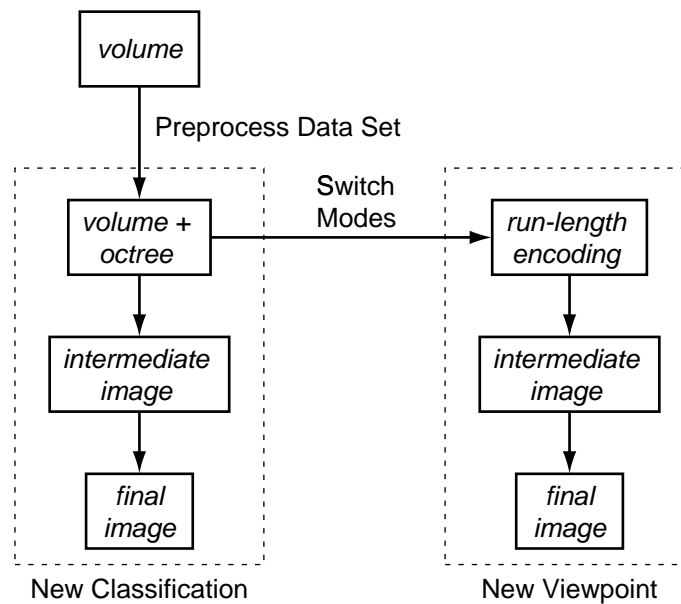 volume
Preprocess Data Set
Switch
Modes
volume +
octree
run-length
encoding
intermediate
image
intermediate
image
final
image
final
image
New Classification
New Viewpoint